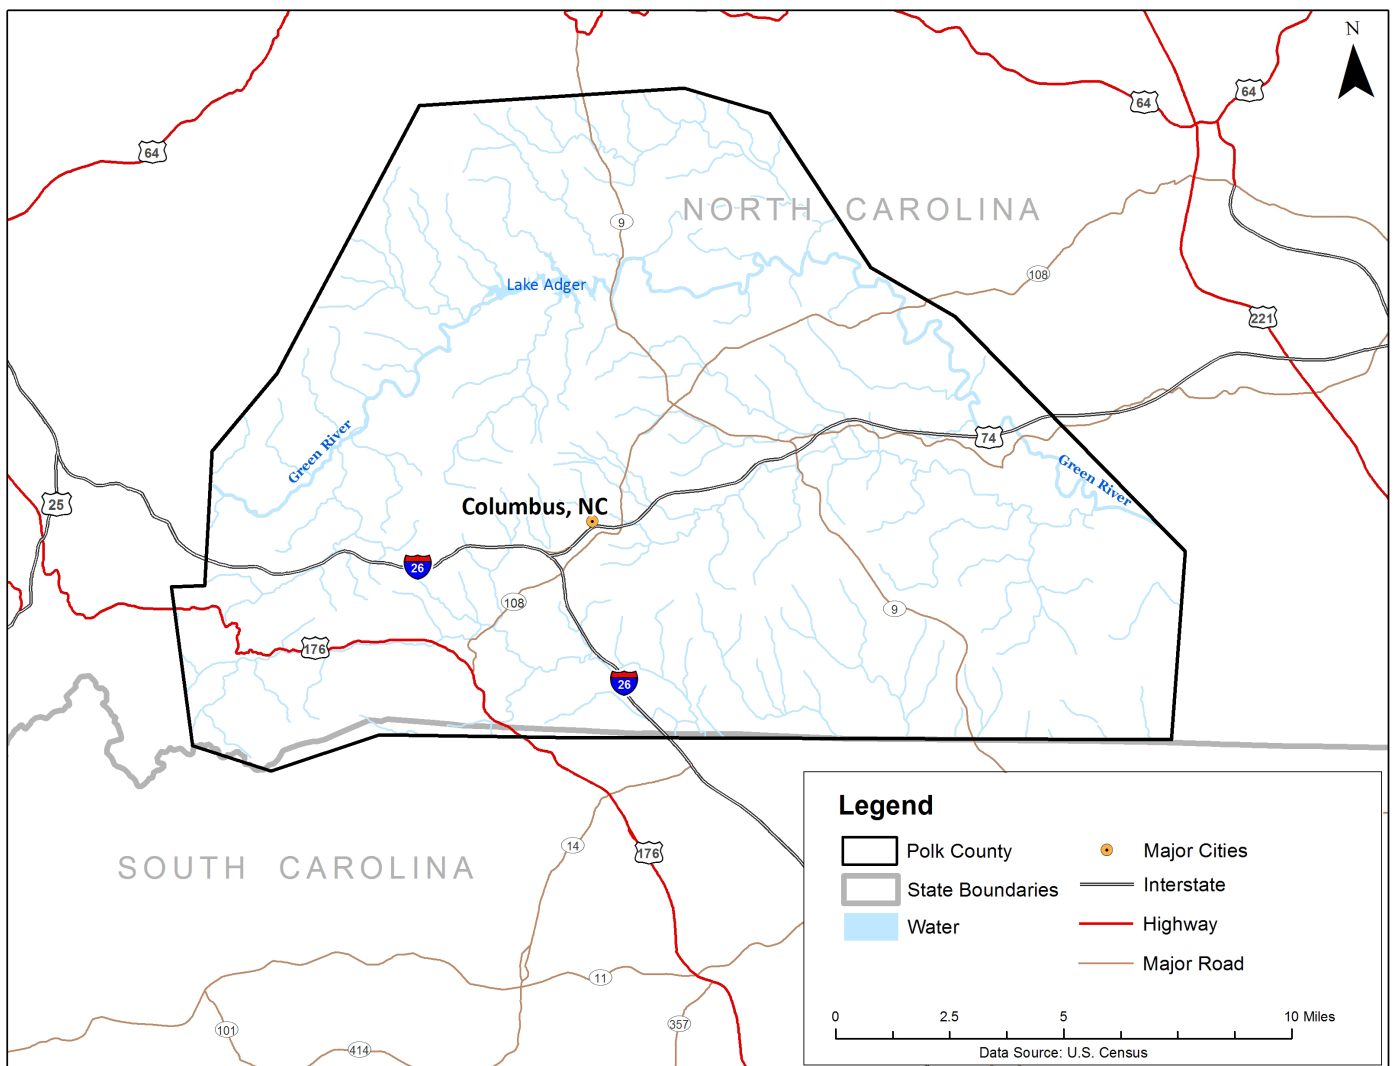 N
64
64
64
NORTH CAROLINA
9
108
Lake Adger
221
74
Green River
Green River
25
Columbus, NC
26
108
9
176
26
SOUTH CAROLINA
14
176
11
101
357
414
Legend
Polk County
State Boundaries
Water
Major Cities
Interstate
Highway
Major Road
0 2.5 5 10 Miles
Data Source: U.S. Census